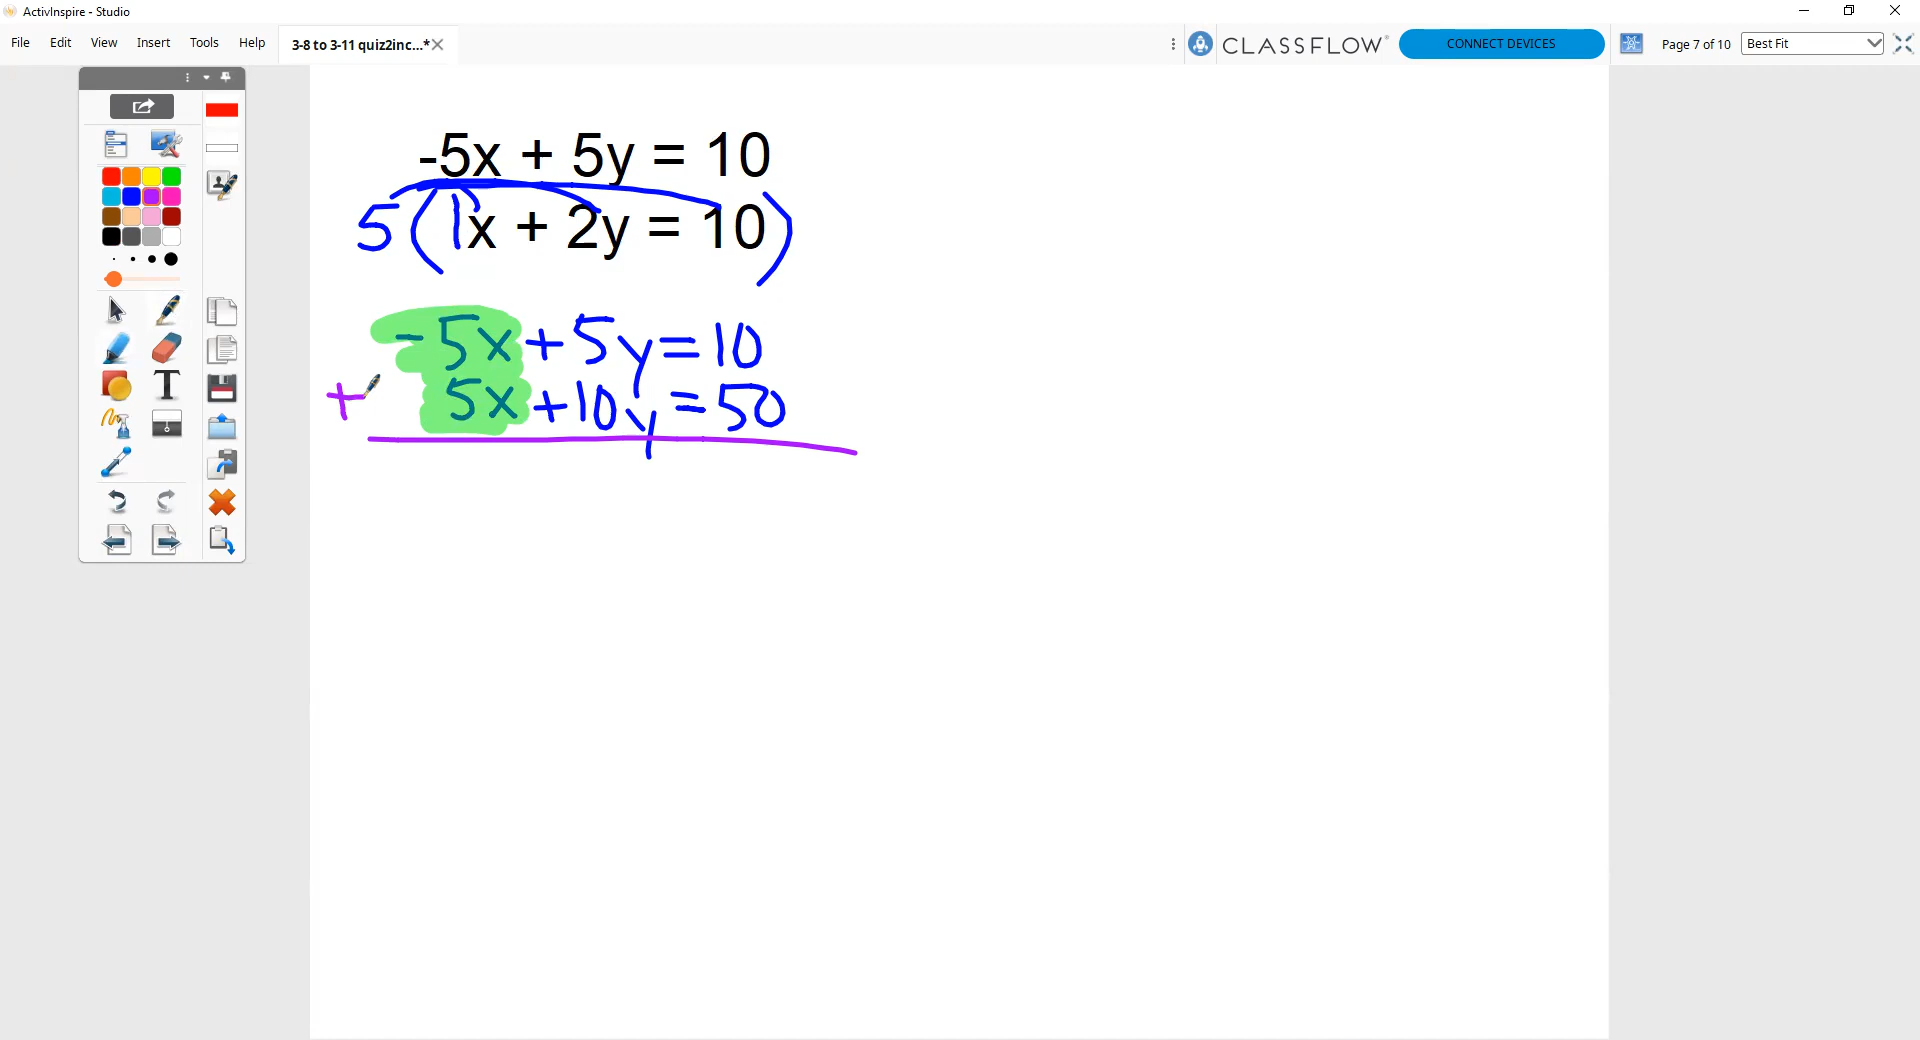 ActivInspire - Studio
File Edit View Insert Tools Help 3-8 to 3-11 quiz2inc...* CLASSFLOW CONNECT DEVICES Page 7 of 10 Best Fit
-5x + 5y = 10
5(1x + 2y = 10)
-5x+5y=10
+ 5x+10y=50
T